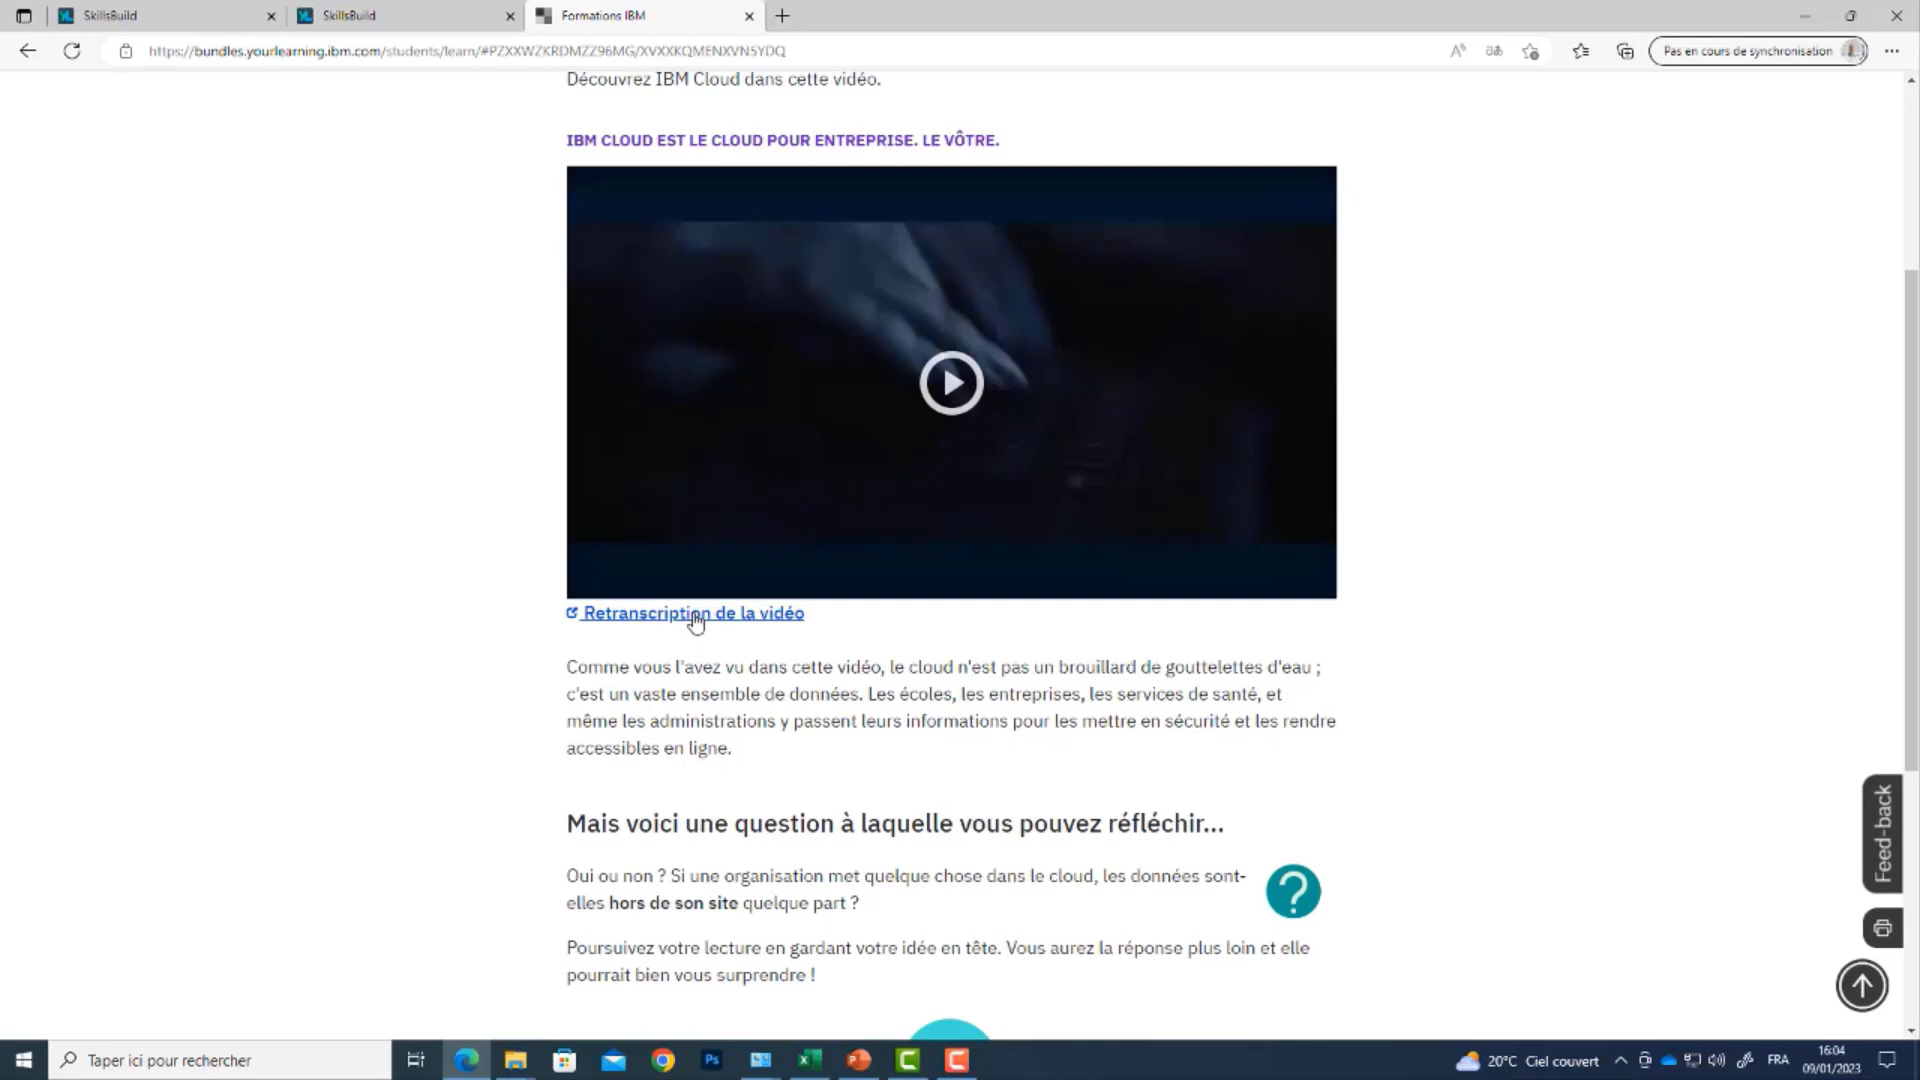 SkillsBuild
SkillsBuild
Formations IBM
https://bundles.yourlearning.ibm.com/students/learn/#PZXXWZKRDMZZ96MG/XVXXKQMENXVN5YDQ
Pas en cours de synchronisation
Découvrez IBM Cloud dans cette vidéo.
IBM CLOUD EST LE CLOUD POUR ENTREPRISE. LE VÔTRE.
Retranscription de la vidéo
Comme vous l'avez vu dans cette vidéo, le cloud n'est pas un brouillard de gouttelettes d'eau ;
c'est un vaste ensemble de données. Les écoles, les entreprises, les services de santé, et
même les administrations y passent leurs informations pour les mettre en sécurité et les rendre
accessibles en ligne.
Mais voici une question à laquelle vous pouvez réfléchir...
Oui ou non ? Si une organisation met quelque chose dans le cloud, les données sont-
elles hors de son site quelque part ?
?
Poursuivez votre lecture en gardant votre idée en tête. Vous aurez la réponse plus loin et elle
pourrait bien vous surprendre !
Feed-back
Taper ici pour rechercher
Ps
20°C Ciel couvert
FRA
16:04
09/01/2023